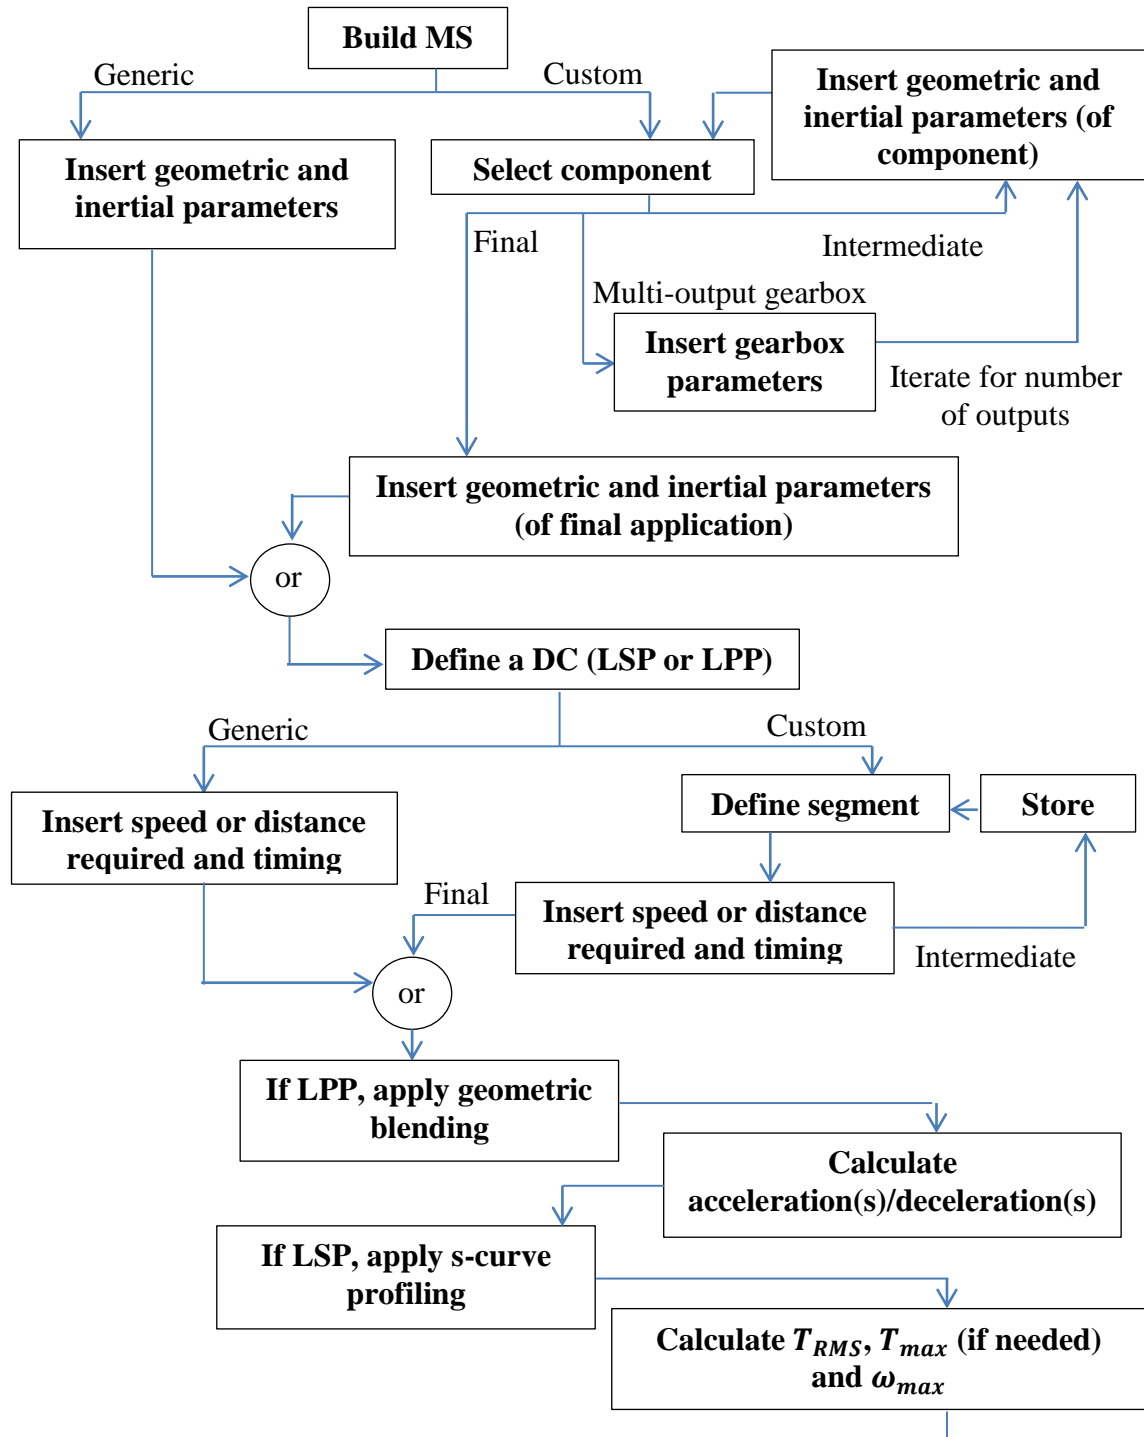 Build MS
Generic
Custom
Insert geometric and
inertial parameters (of
component)
Insert geometric and
inertial parameters
Select component
Final
Intermediate
Multi-output gearbox
Insert gearbox
parameters
Iterate for number
of outputs
Insert geometric and inertial parameters
(of final application)
or
Define a DC (LSP or LPP)
Generic
Custom
Insert speed or distance
required and timing
Define segment
Store
Final
Insert speed or distance
required and timing
Intermediate
or
If LPP, apply geometric
blending
Calculate
acceleration(s)/deceleration(s)
If LSP, apply s-curve
profiling
Calculate T_RMS, T_max (if needed)
and ω_max